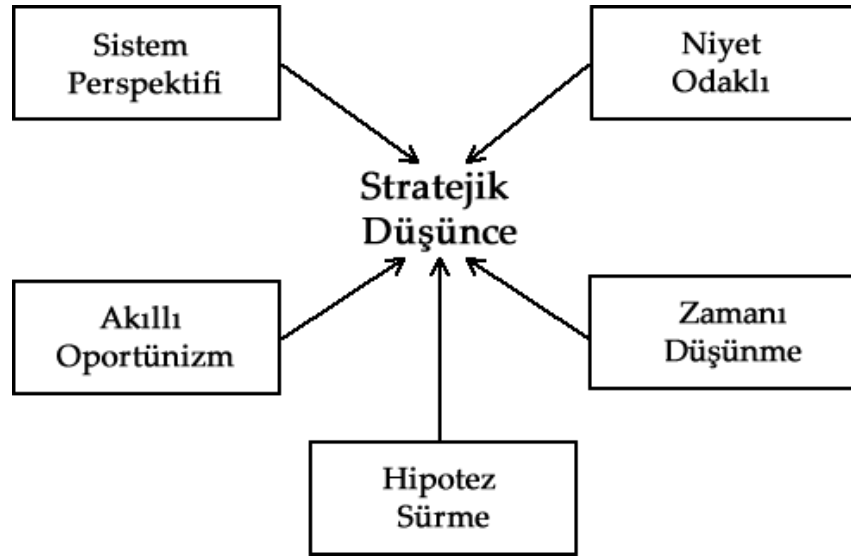 Sistem
Perspektifi
Niyet
Odaklı
Stratejik
Düşünce
Akıllı
Oportünizm
Zamanı
Düşünme
Hipotez
Sürme